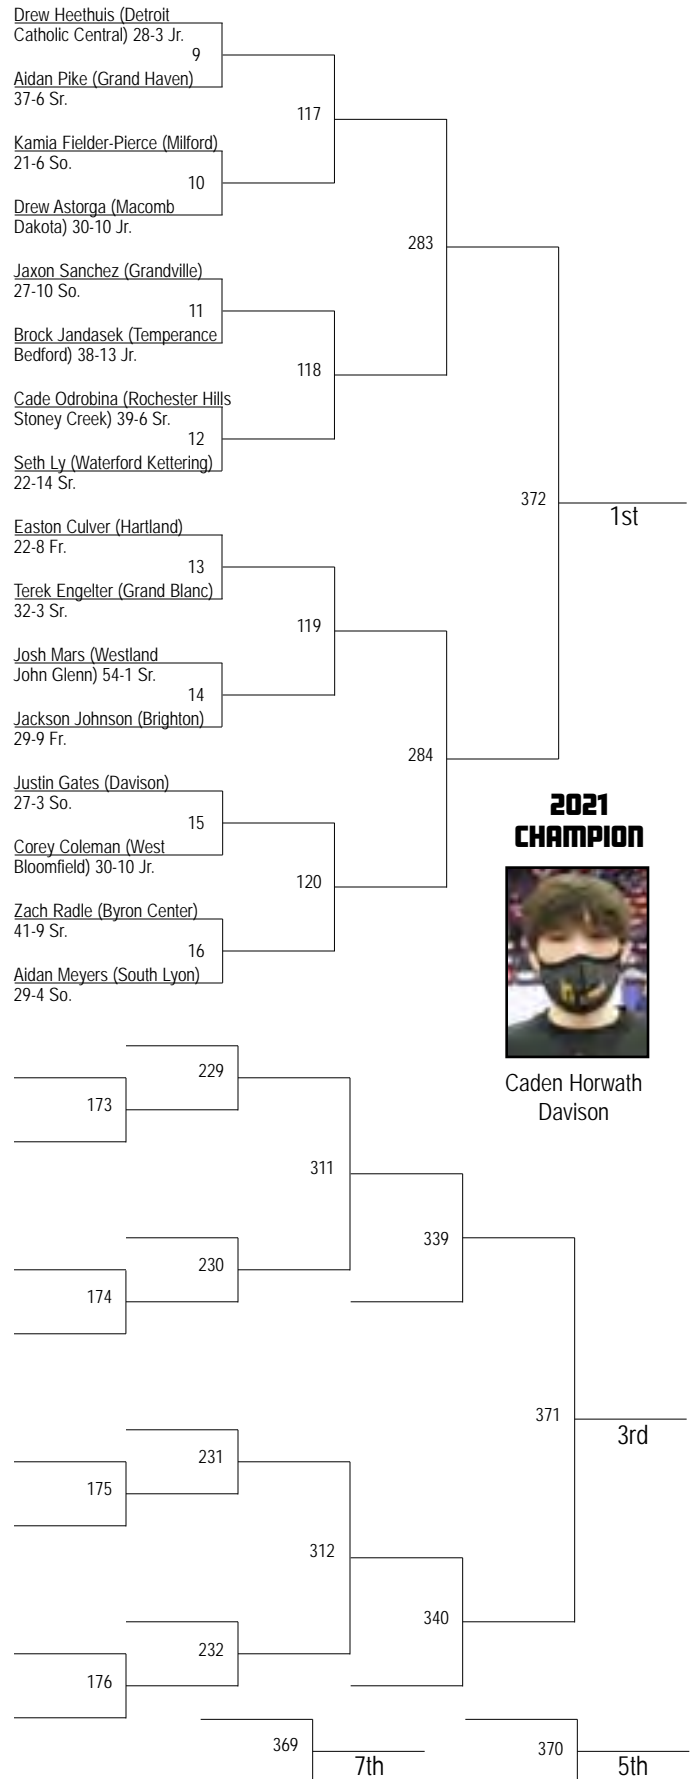 Drew Heethuis (Detroit
Catholic Central) 28-3 Jr.
9
Aidan Pike (Grand Haven)
37-6 Sr.
117
Kamia Fielder-Pierce (Milford)
21-6 So.
10
Drew Astorga (Macomb
Dakota) 30-10 Jr.
283
Jaxon Sanchez (Grandville)
27-10 So.
11
Brock Jandasek (Temperance
Bedford) 38-13 Jr.
118
Cade Odrobina (Rochester Hills
Stoney Creek) 39-6 Sr.
12
Seth Ly (Waterford Kettering)
22-14 Sr.
372
1st
Easton Culver (Hartland)
22-8 Fr.
13
Terek Engelter (Grand Blanc)
32-3 Sr.
119
Josh Mars (Westland
John Glenn) 54-1 Sr.
14
Jackson Johnson (Brighton)
29-9 Fr.
284
Justin Gates (Davison)
27-3 So.
15
Corey Coleman (West
Bloomfield) 30-10 Jr.
120
Zach Radle (Byron Center)
41-9 Sr.
16
Aidan Meyers (South Lyon)
29-4 So.
2021
CHAMPION
Caden Horwath
Davison
229
173
311
230
174
339
371
3rd
231
175
312
232
176
340
369
7th
370
5th